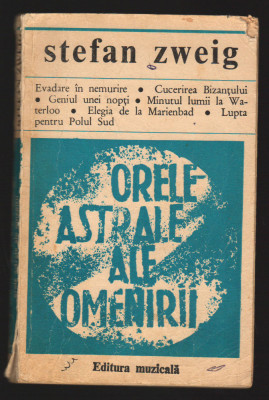 stefan zweig
Evadare în nemurire • Cucerirea Bizanțului
• Geniul unei nopți • Minutul lumii la Wa-
terloo • Elegia de la Marienbad • Lupta
pentru Polul Sud
ORELE
ASTRALE
ALE
OMENIRII
Editura muzicală